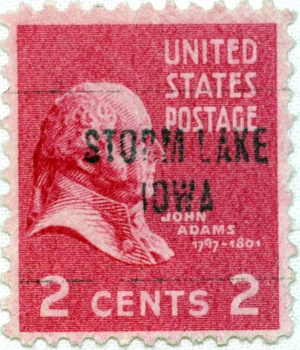 UNITED
STATES
POSTAGE
STORM LAKE
IOWA
JOHN
ADAMS
1797-1801
2 CENTS 2